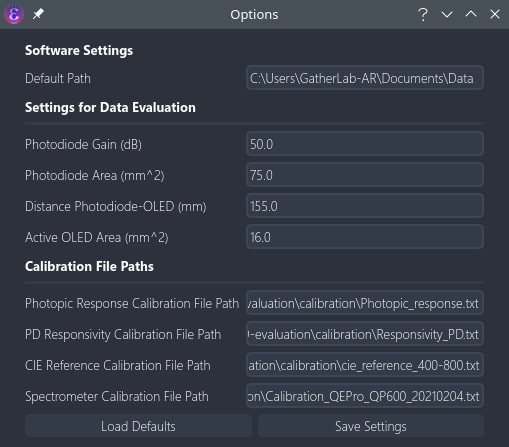 Options
Software Settings
Default Path C:\Users\GatherLab-AR\Documents\Data
Settings for Data Evaluation
Photodiode Gain (dB) 50.0
Photodiode Area (mm^2) 75.0
Distance Photodiode-OLED (mm) 155.0
Active OLED Area (mm^2) 16.0
Calibration File Paths
Photopic Response Calibration File Path valuation\calibration\Photopic_response.txt
PD Responsivity Calibration File Path -evaluation\calibration\Responsivity_PD.txt
CIE Reference Calibration File Path ation\calibration\cie_reference_400-800.txt
Spectrometer Calibration File Path on\Calibration_QEPro_QP600_20210204.txt
Load Defaults Save Settings